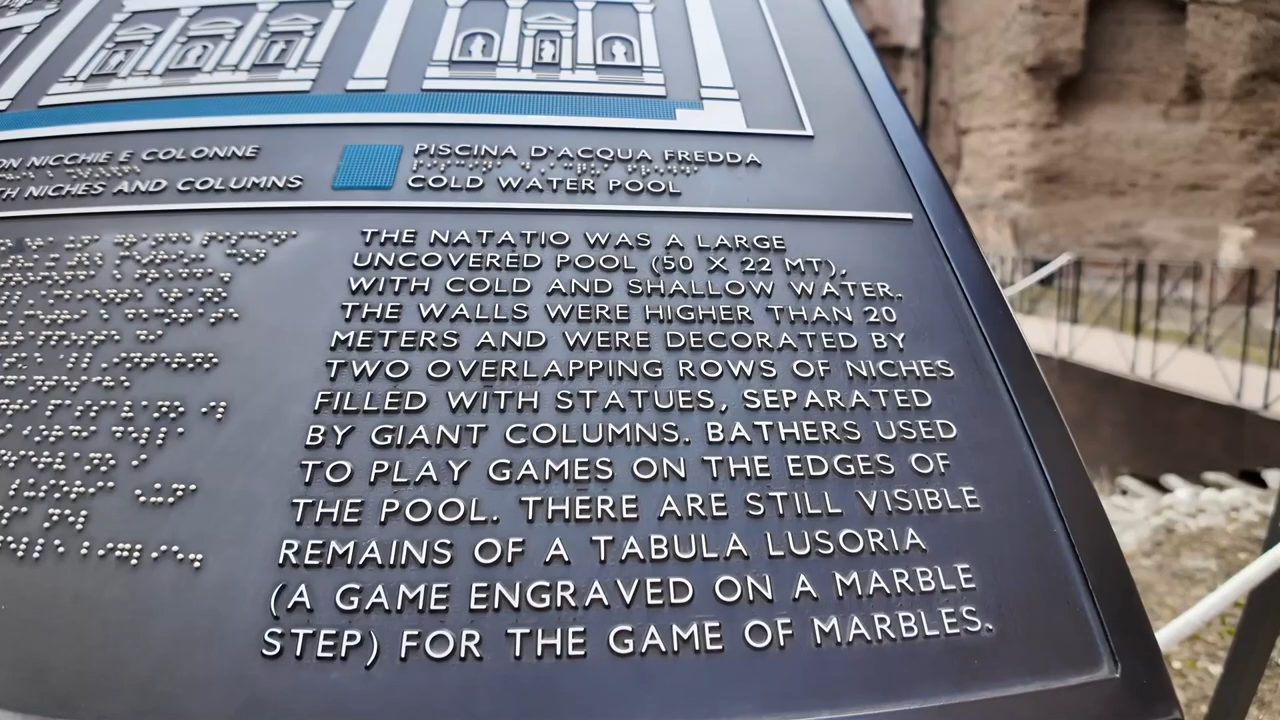 ON NICCHIE E COLONNE
TH NICHES AND COLUMNS
PISCINA D'ACQUA FREDDA
COLD WATER POOL
THE NATATIO WAS A LARGE
UNCOVERED POOL (50 X 22 MT),
WITH COLD AND SHALLOW WATER.
THE WALLS WERE HIGHER THAN 20
METERS AND WERE DECORATED BY
TWO OVERLAPPING ROWS OF NICHES
FILLED WITH STATUES, SEPARATED
BY GIANT COLUMNS. BATHERS USED
TO PLAY GAMES ON THE EDGES OF
THE POOL. THERE ARE STILL VISIBLE
REMAINS OF A TABULA LUSORIA
(A GAME ENGRAVED ON A MARBLE
STEP) FOR THE GAME OF MARBLES.